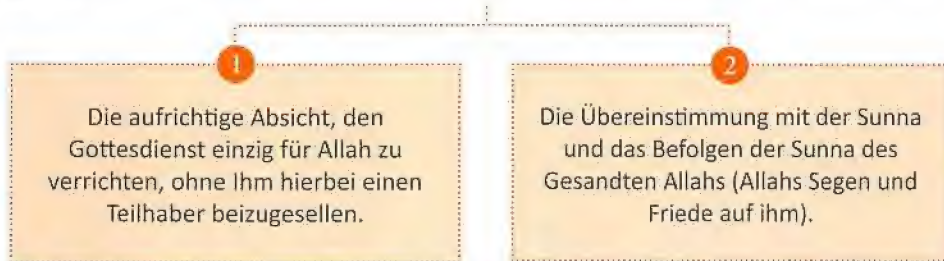 1
Die aufrichtige Absicht, den
Gottesdienst einzig für Allah zu
verrichten, ohne Ihm hierbei einen
Teilhaber beizugesellen.
2
Die Übereinstimmung mit der Sunna
und das Befolgen der Sunna des
Gesandten Allahs (Allahs Segen und
Friede auf ihm).